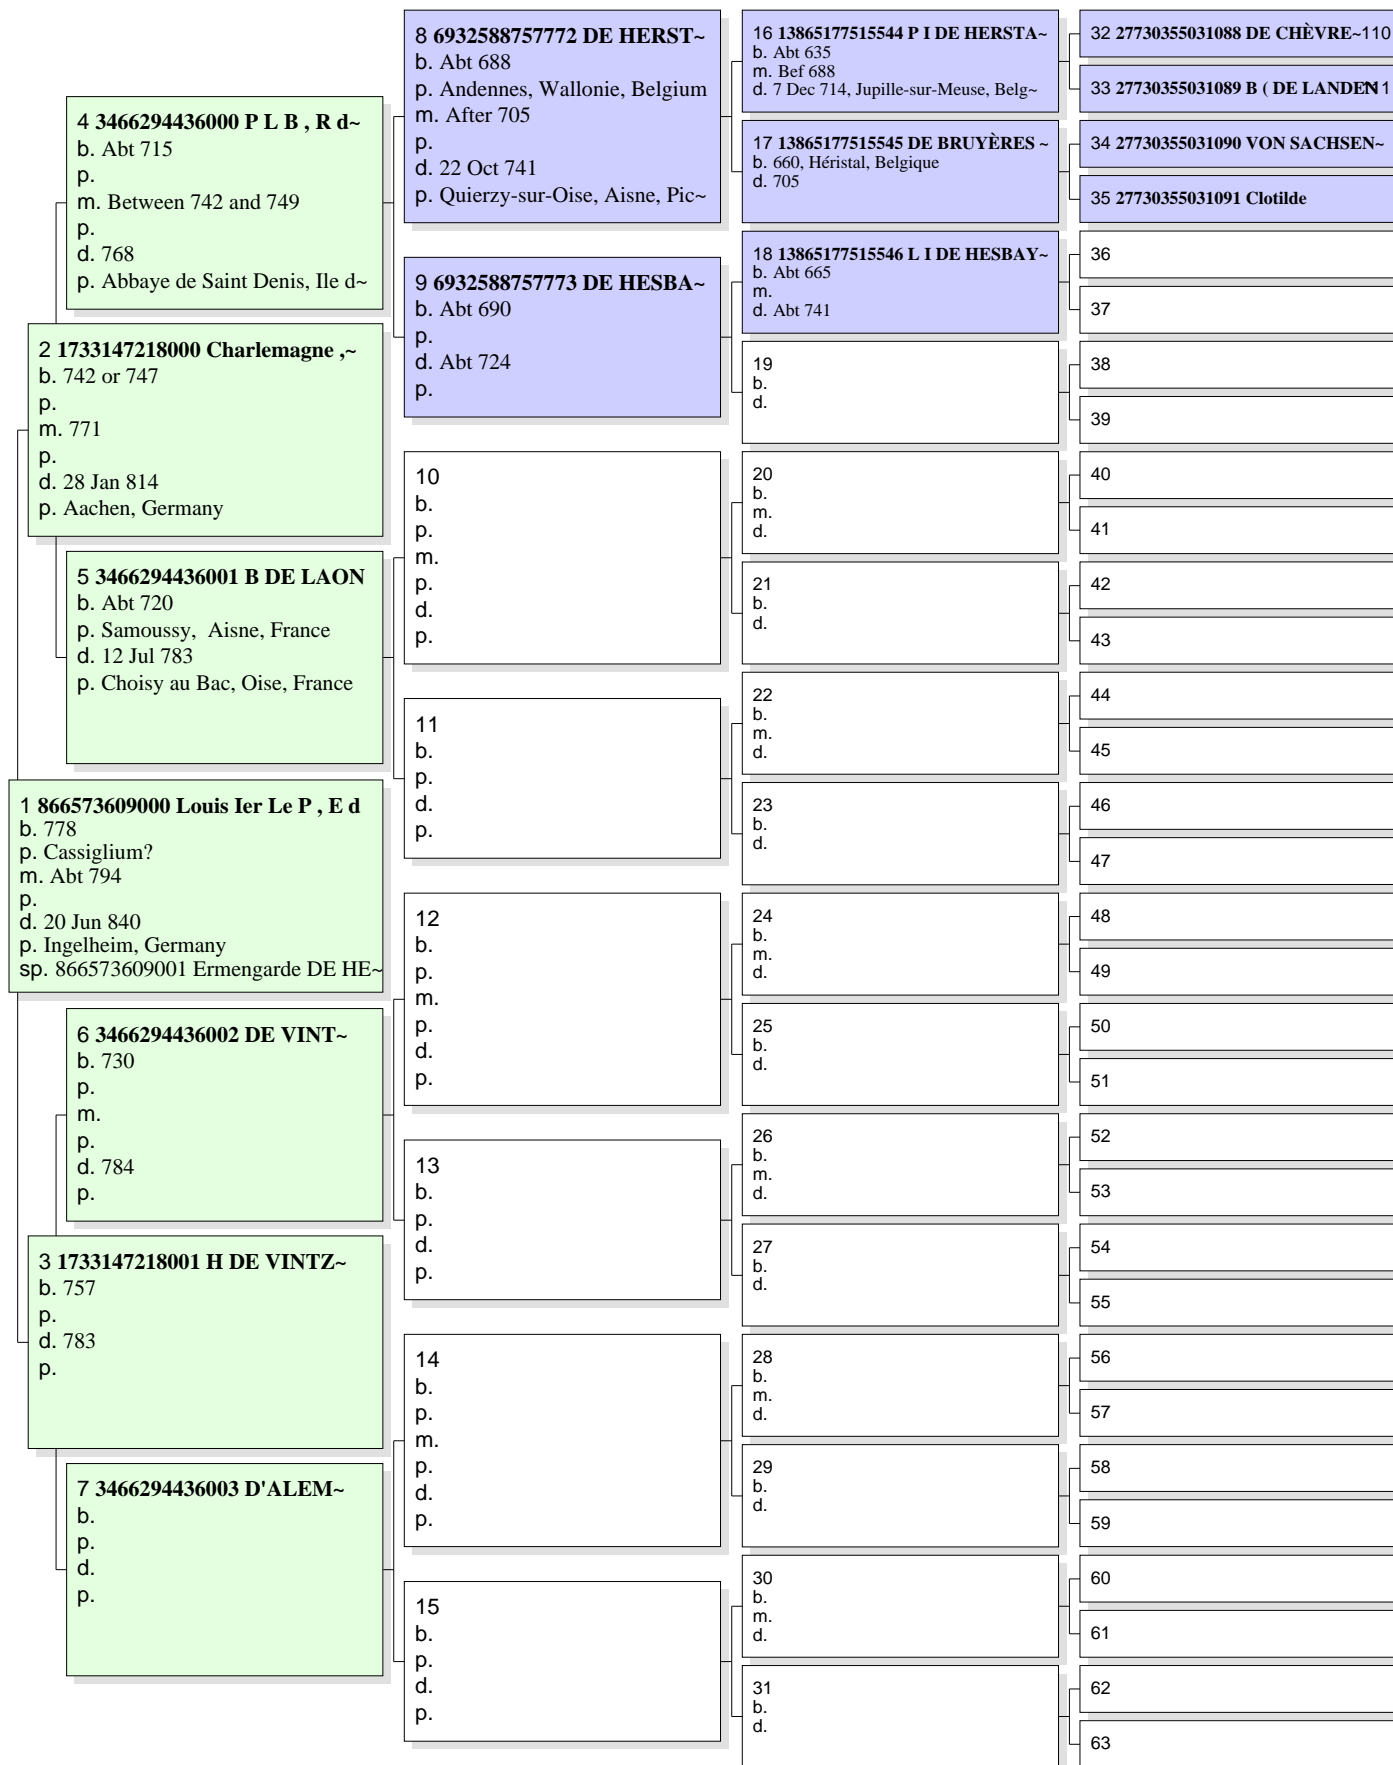 8 6932588757772 DE HERST~
b. Abt 688
p. Andennes, Wallonie, Belgium
m. After 705
p.
d. 22 Oct 741
p. Quierzy-sur-Oise, Aisne, Pic~
16 13865177515544 P I DE HERSTA~
b. Abt 635
m. Bef 688
d. 7 Dec 714, Jupille-sur-Meuse, Belg~
32 27730355031088 DE CHÈVRE~110
33 27730355031089 B ( DE LANDEN
4 3466294436000 P L B , R d~
b. Abt 715
p.
m. Between 742 and 749
p.
d. 768
p. Abbaye de Saint Denis, Ile d~
17 13865177515545 DE BRUYÈRES ~
b. 660, Héristal, Belgique
d. 705
34 27730355031090 VON SACHSEN~
35 27730355031091 Clotilde
9 6932588757773 DE HESBA~
b. Abt 690
p.
d. Abt 724
p.
18 13865177515546 L I DE HESBAY~
b. Abt 665
m.
d. Abt 741
36
37
2 1733147218000 Charlemagne ,~
b. 742 or 747
p.
m. 771
p.
d. 28 Jan 814
p. Aachen, Germany
19
b.
d.
38
39
10
b.
p.
m.
p.
d.
p.
20
b.
m.
d.
40
41
5 3466294436001 B DE LAON
b. Abt 720
p. Samoussy, Aisne, France
d. 12 Jul 783
p. Choisy au Bac, Oise, France
21
b.
d.
42
43
11
b.
p.
d.
p.
22
b.
m.
d.
44
45
1 866573609000 Louis Ier Le P , E d
b. 778
p. Cassiglium?
m. Abt 794
p.
d. 20 Jun 840
p. Ingelheim, Germany
sp. 866573609001 Ermengarde DE HE~
23
b.
d.
46
47
12
b.
p.
m.
p.
d.
p.
24
b.
m.
d.
48
49
6 3466294436002 DE VINT~
b. 730
p.
m.
p.
d. 784
p.
25
b.
d.
50
51
13
b.
p.
d.
p.
26
b.
m.
d.
52
53
3 1733147218001 H DE VINTZ~
b. 757
p.
d. 783
p.
27
b.
d.
54
55
14
b.
p.
m.
p.
d.
p.
28
b.
m.
d.
56
57
7 3466294436003 D'ALEM~
b.
p.
d.
p.
29
b.
d.
58
59
15
b.
p.
d.
p.
30
b.
m.
d.
60
61
31
b.
d.
62
63